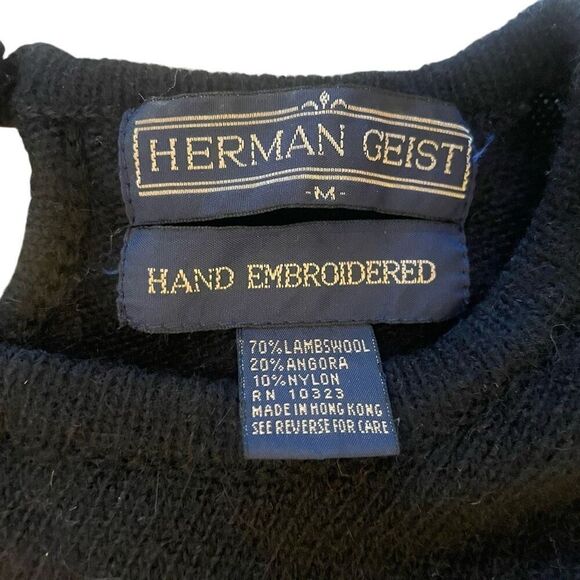 HERMAN GEIST
-M-
HAND EMBROIDERED
70% LAMBSWOOL
20% ANGORA
10% NYLON
RN 10323
MADE IN HONG KONG
SEE REVERSE FOR CARE